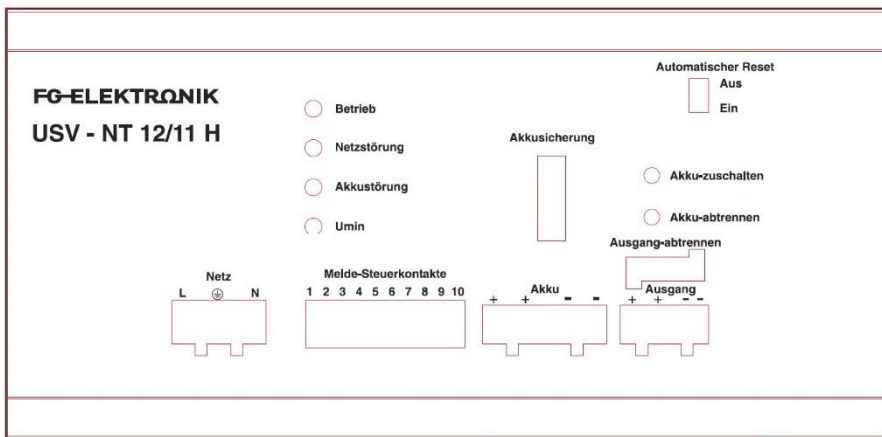 Automatischer Reset
Aus
Ein
FG-ELEKTRΩNIK
USV - NT 12/11 H
Betrieb
Netzstörung
Akkustörung
Umin
Akkusicherung
Akku-zuschalten
Akku-abtrennen
Ausgang-abtrennen
Netz
L N
Melde-Steuerkontakte
1 2 3 4 5 6 7 8 9 10
Akku
+ + - -
Ausgang
+ + - -